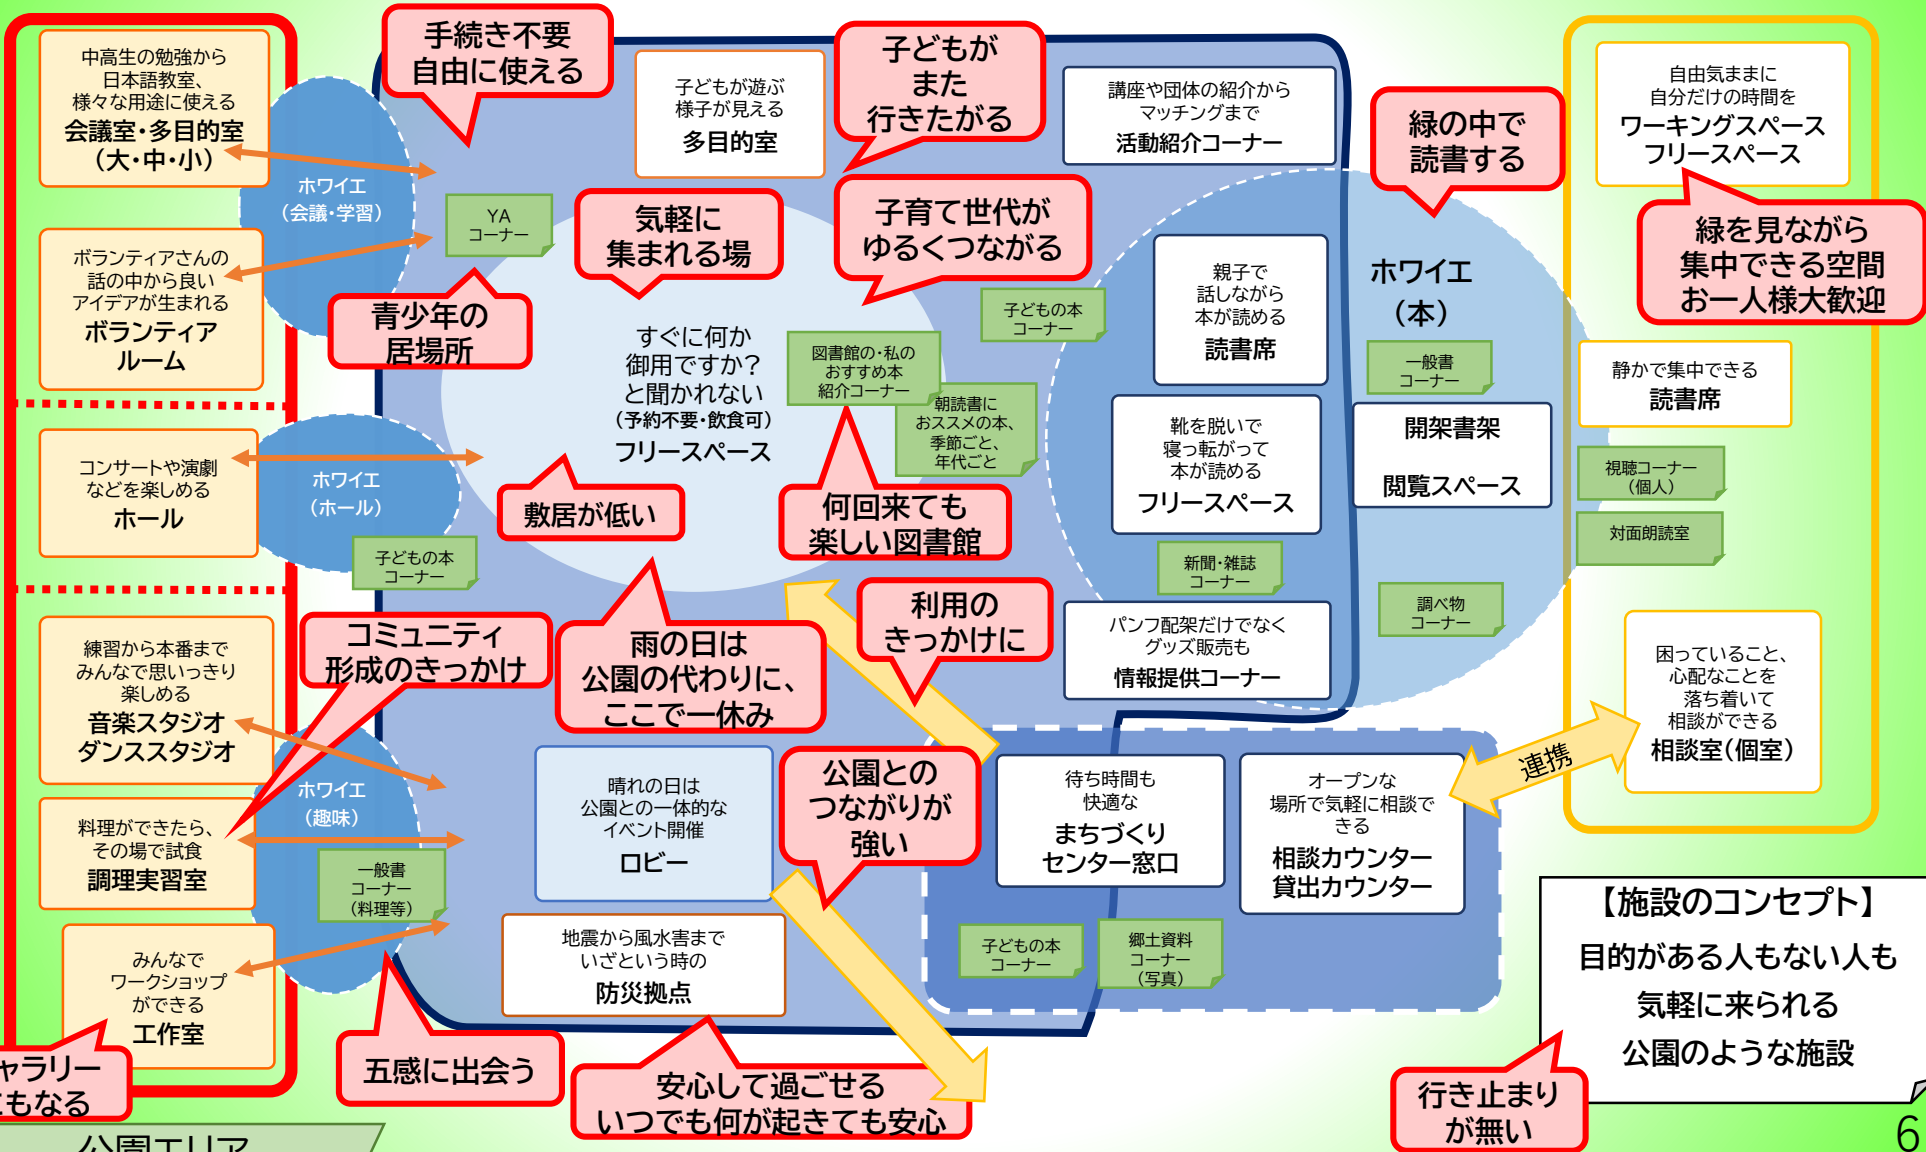 中高生の勉強から
日本語教室、
様々な用途に使える
会議室・多目的室
（大・中・小）
ボランティアさんの
話の中から良い
アイデアが生まれる
ボランティア
ルーム
コンサートや演劇
などを楽しめる
ホール
練習から本番まで
みんなで思いっきり
楽しめる
音楽スタジオ
ダンススタジオ
料理ができたら、
その場で試食
調理実習室
みんなで
ワークショップ
ができる
工作室
ャラリー
もなる
公園エリア
ホワイエ
（会議・学習）
ホワイエ
（ホール）
ホワイエ
（趣味）
手続き不要
自由に使える
YA
コーナー
青少年の
居場所
子どもの本
コーナー
コミュニティ
形成のきっかけ
一般書
コーナー
（料理等）
五感に出会う
子どもが遊ぶ
様子が見える
多目的室
子どもが
また
行きたがる
気軽に
集まれる場
子育て世代が
ゆるくつながる
すぐに何か
御用ですか？
と聞かれない
（予約不要・飲食可）
フリースペース
図書館の・私の
おすすめ本
紹介コーナー
朝読書に
おススメの本、
季節ごと、
年代ごと
敷居が低い
何回来ても
楽しい図書館
雨の日は
公園の代わりに、
ここで一休み
利用の
きっかけに
晴れの日は
公園との一体的な
イベント開催
ロビー
公園との
つながりが
強い
地震から風水害まで
いざという時の
防災拠点
安心して過ごせる
いつでも何が起きても安心
講座や団体の紹介から
マッチングまで
活動紹介コーナー
緑の中で
読書する
子どもの本
コーナー
親子で
話しながら
本が読める
読書席
ホワイエ
（本）
一般書
コーナー
靴を脱いで
寝っ転がって
本が読める
フリースペース
開架書架
閲覧スペース
新聞・雑誌
コーナー
調べ物
コーナー
パンフ配架だけでなく
グッズ販売も
情報提供コーナー
待ち時間も
快適な
まちづくり
センター窓口
オープンな
場所で気軽に相談で
きる
相談カウンター
貸出カウンター
子どもの本
コーナー
郷土資料
コーナー
（写真）
連携
自由気ままに
自分だけの時間を
ワーキングスペース
フリースペース
緑を見ながら
集中できる空間
お一人様大歓迎
静かで集中できる
読書席
視聴コーナー
（個人）
対面朗読室
困っていること、
心配なことを
落ち着いて
相談ができる
相談室（個室）
【施設のコンセプト】
目的がある人もない人も
気軽に来られる
公園のような施設
行き止まり
が無い
6